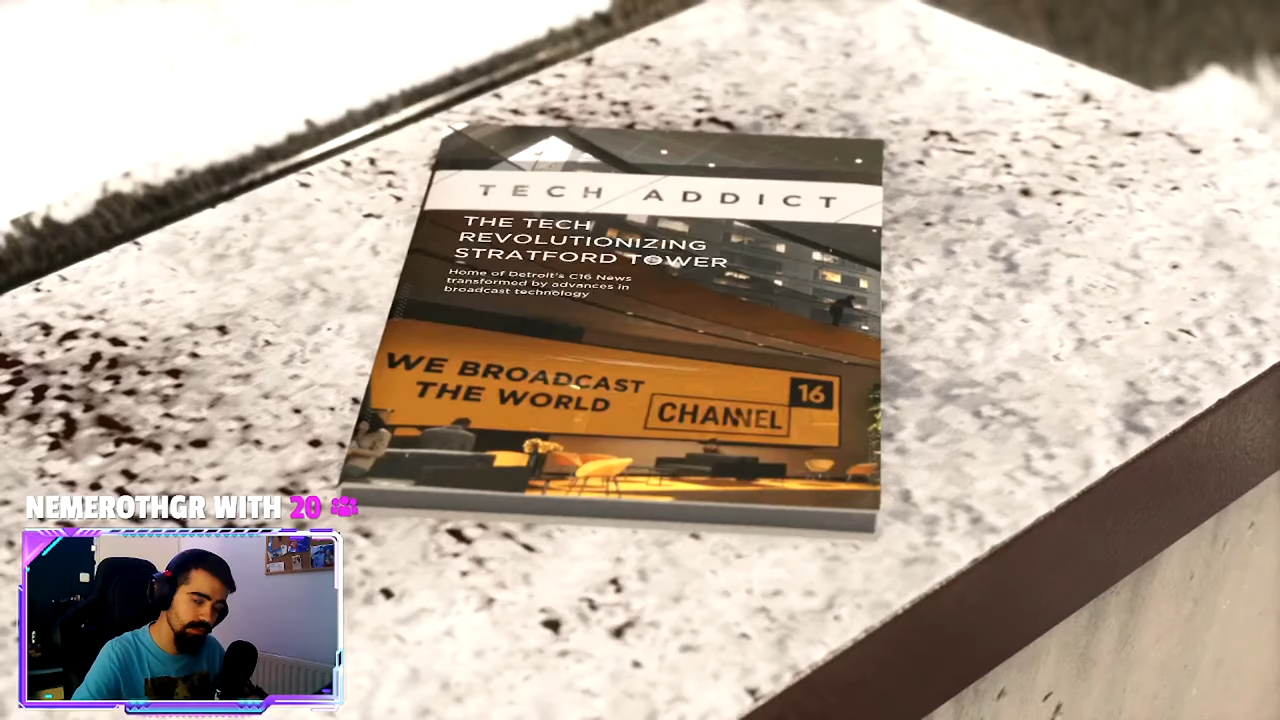 TECH ADDICT
THE TECH
REVOLUTIONIZING
STRATFORD TOWER
Home of Detroit's C16 News
transformed by advances in
broadcast technology
WE BROADCAST
THE WORLD
CHANNEL
16
NEMEROTHGR WITH 20